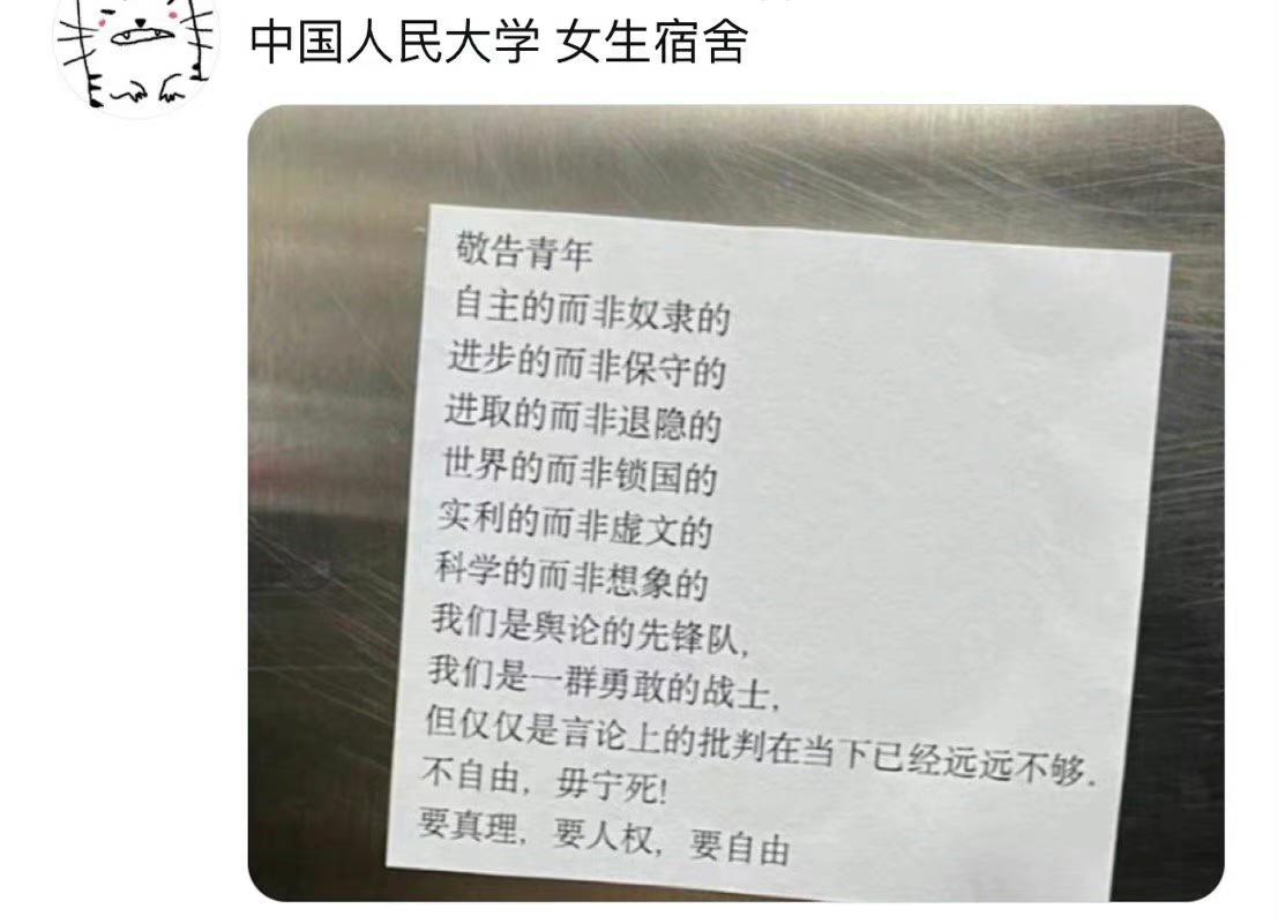 中国人民大学 女生宿舍
敬告青年
自主的而非奴隶的
进步的而非保守的
进取的而非退隐的
世界的而非锁国的
实利的而非虚文的
科学的而非想象的
我们是舆论的先锋队,
我们是一群勇敢的战士,
但仅仅是言论上的批判在当下已经远远不够.
不自由, 毋宁死!
要真理, 要人权, 要自由